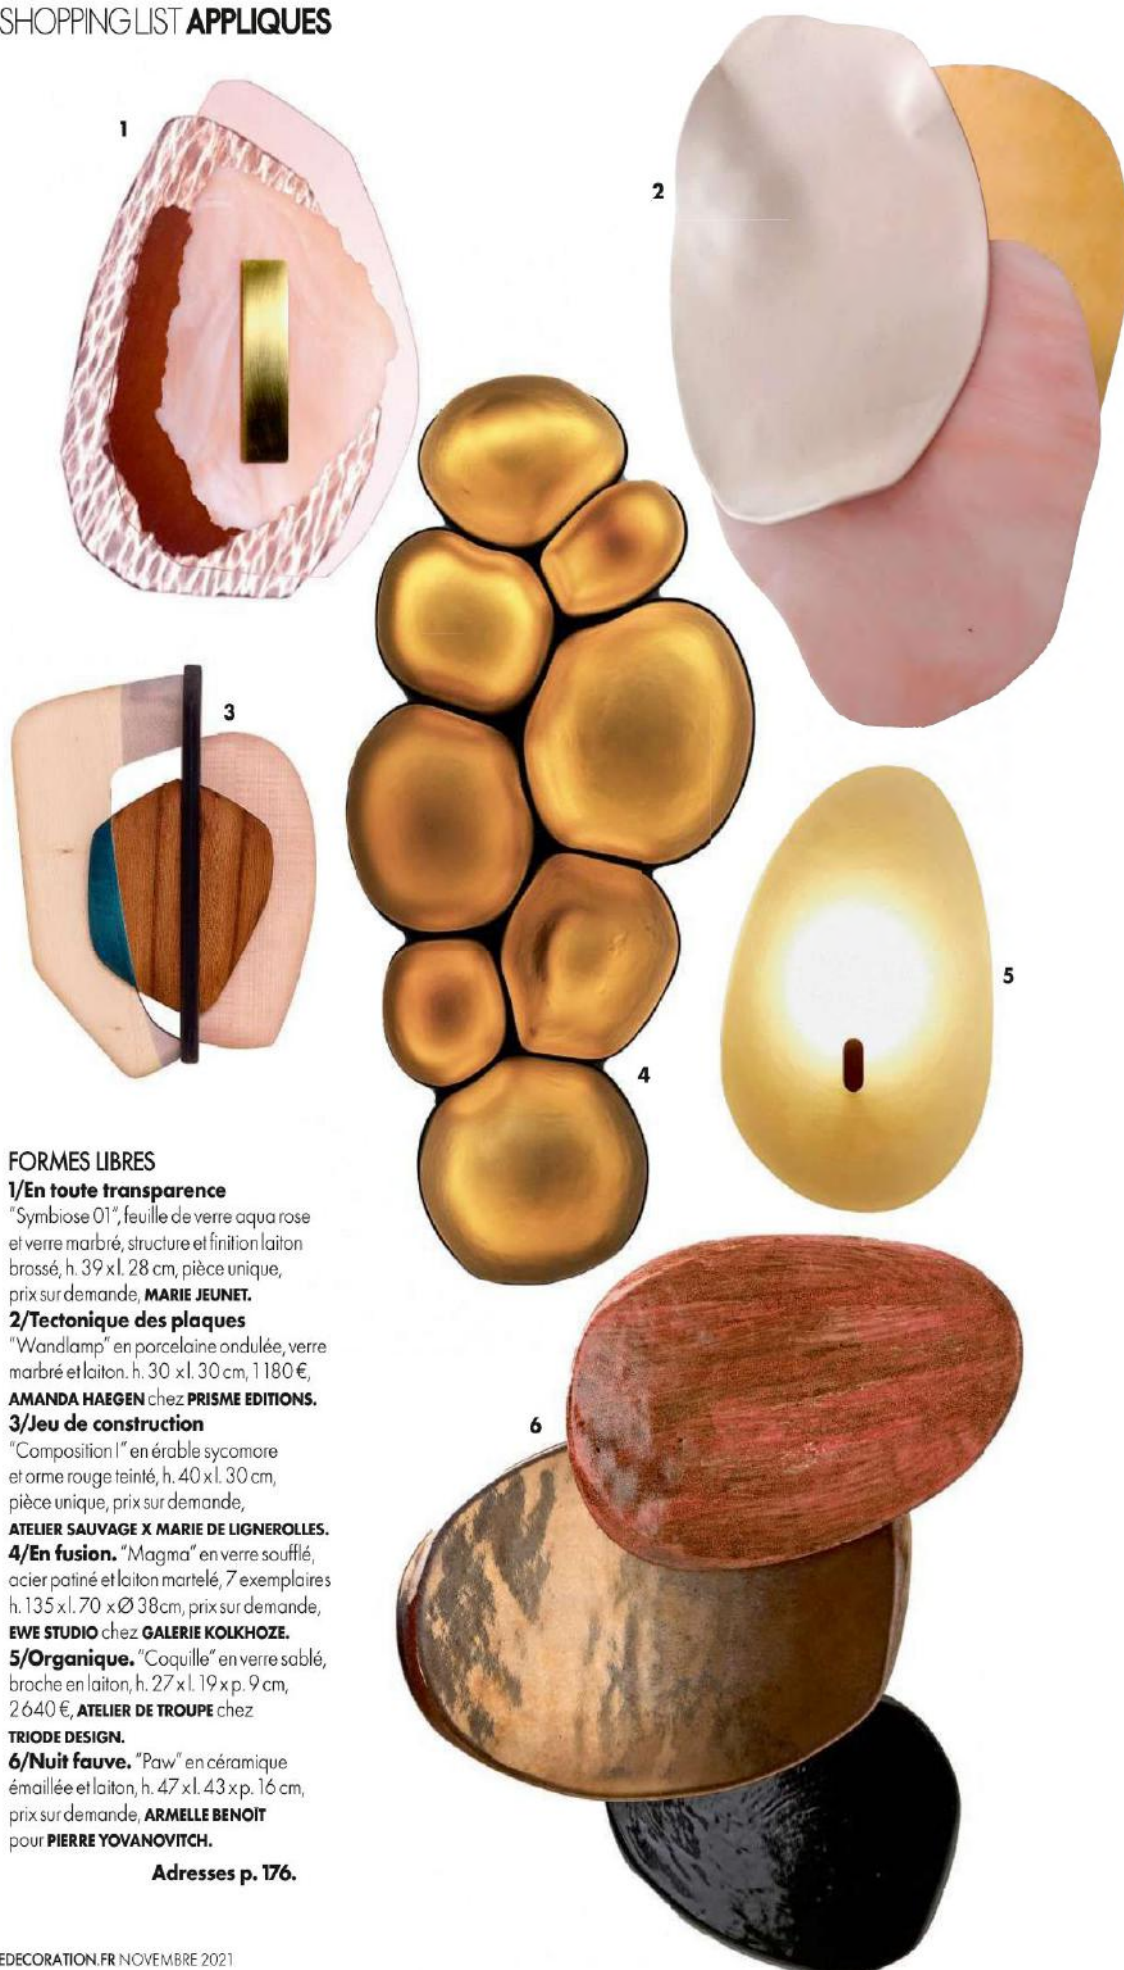 SHOPPING LIST APPLIQUES
1
2
3
4
5
6
FORMES LIBRES
1/En toute transparence
"Symbiose 01", feuille de verre aqua rose
et verre marbré, structure et finition laiton
brossé, h. 39 x l. 28 cm, pièce unique,
prix sur demande, MARIE JEUNET.
2/Tectonique des plaques
"Wandlamp" en porcelaine ondulée, verre
marbré et laiton. h. 30 x l. 30 cm, 1 180 €,
AMANDA HAEGEN chez PRISME EDITIONS.
3/Jeu de construction
"Composition I" en érable sycomore
et orme rouge teinté, h. 40 x l. 30 cm,
pièce unique, prix sur demande,
ATELIER SAUVAGE X MARIE DE LIGNEROLLES.
4/En fusion. "Magma" en verre soufflé,
acier patiné et laiton martelé, 7 exemplaires
h. 135 x l. 70 x Ø 38cm, prix sur demande,
EWE STUDIO chez GALERIE KOLKHOZE.
5/Organique. "Coquille" en verre sablé,
broche en laiton, h. 27 x l. 19 x p. 9 cm,
2 640 €, ATELIER DE TROUPE chez
TRIODE DESIGN.
6/Nuit fauve. "Paw" en céramique
émaillée et laiton, h. 47 x l. 43 x p. 16 cm,
prix sur demande, ARMELLE BENOIT
pour PIERRE YOVANOVITCH.
Adresses p. 176.
EDECORATION.FR NOVEMBRE 2021